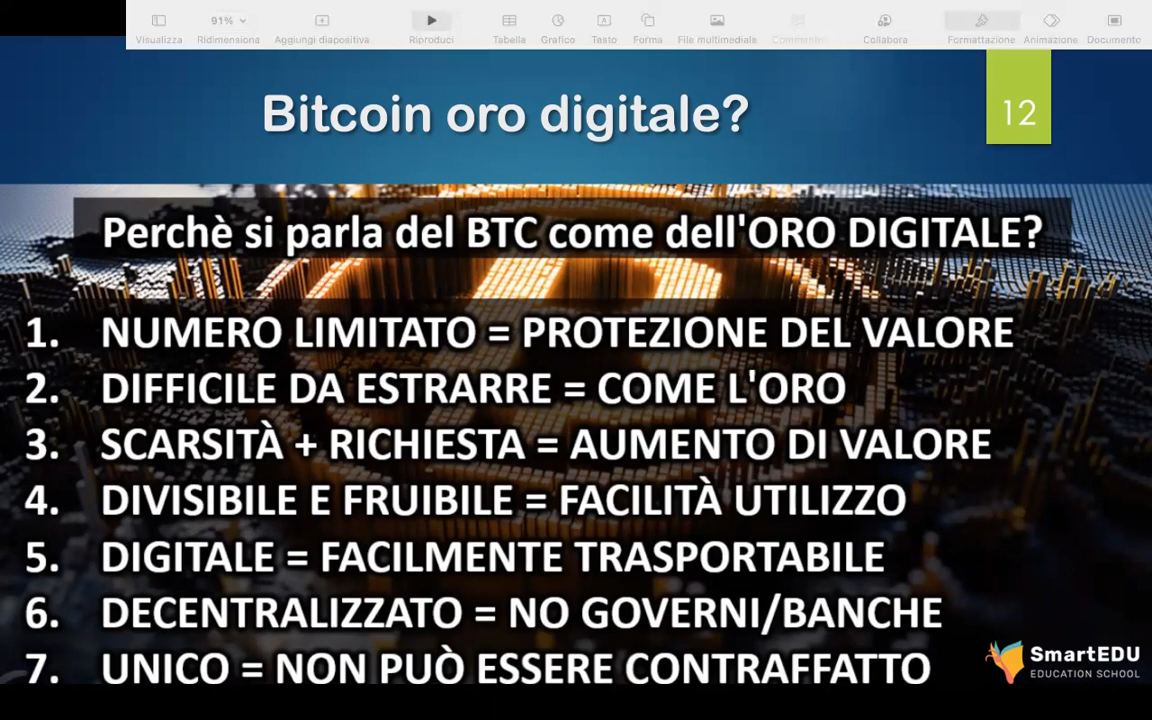 91%
Visualizza Ridimensiona Aggiungi diapositiva Riproduci Tabella Grafico Testo Forma File multimediale Commento Collabora Formattazione Animazione Documento
Bitcoin oro digitale?
12
Perchè si parla del BTC come dell'ORO DIGITALE?
1. NUMERO LIMITATO = PROTEZIONE DEL VALORE
2. DIFFICILE DA ESTRARRE = COME L'ORO
3. SCARSITÀ + RICHIESTA = AUMENTO DI VALORE
4. DIVISIBILE E FRUIBILE = FACILITÀ UTILIZZO
5. DIGITALE = FACILMENTE TRASPORTABILE
6. DECENTRALIZZATO = NO GOVERNI/BANCHE
7. UNICO = NON PUÒ ESSERE CONTRAFFATTO
SmartEDU
EDUCATION SCHOOL